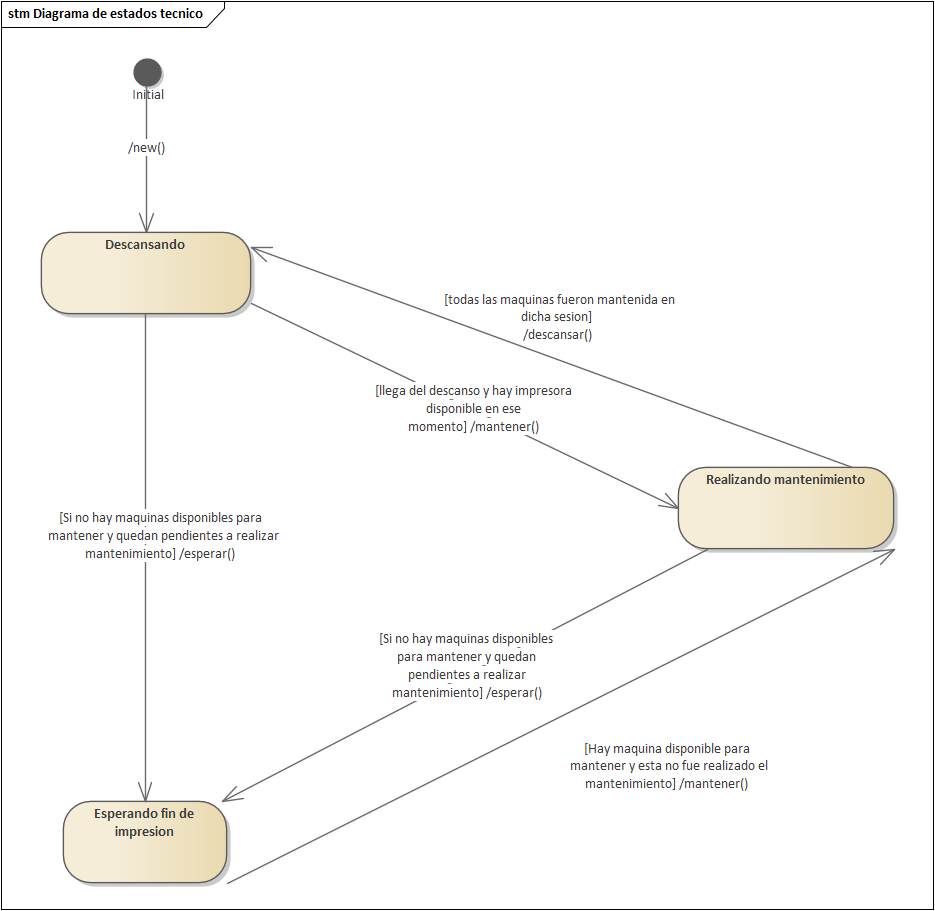 stm Diagrama de estados tecnico
Initial
/new()
Descansando
[todas las maquinas fueron mantenida en
dicha sesion]
/descansar()
[llega del descanso y hay impresora
disponible en ese
momento] /mantener()
Realizando mantenimiento
[Si no hay maquinas disponibles para
mantener y quedan pendientes a realizar
mantenimiento] /esperar()
[Si no hay maquinas disponibles
para mantener y quedan
pendientes a realizar
mantenimiento] /esperar()
[Hay maquina disponible para
mantener y esta no fue realizado el
mantenimiento] /mantener()
Esperando fin de
impresion